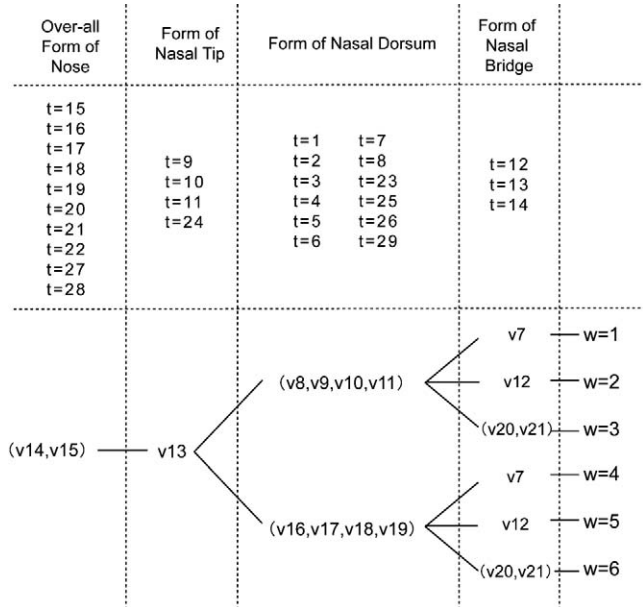 Over-all
Form of
Nose
Form of
Nasal Tip
Form of Nasal Dorsum
Form of
Nasal
Bridge
t=15
t=16
t=17
t=18
t=19
t=20
t=21
t=22
t=27
t=28
t=9
t=10
t=11
t=24
t=1 t=7
t=2 t=8
t=3 t=23
t=4 t=25
t=5 t=26
t=6 t=29
t=12
t=13
t=14
(v14,v15)
v13
(v8,v9,v10,v11)
v7 w=1
v12 w=2
(v20,v21) w=3
(v16,v17,v18,v19)
v7 w=4
v12 w=5
(v20,v21) w=6